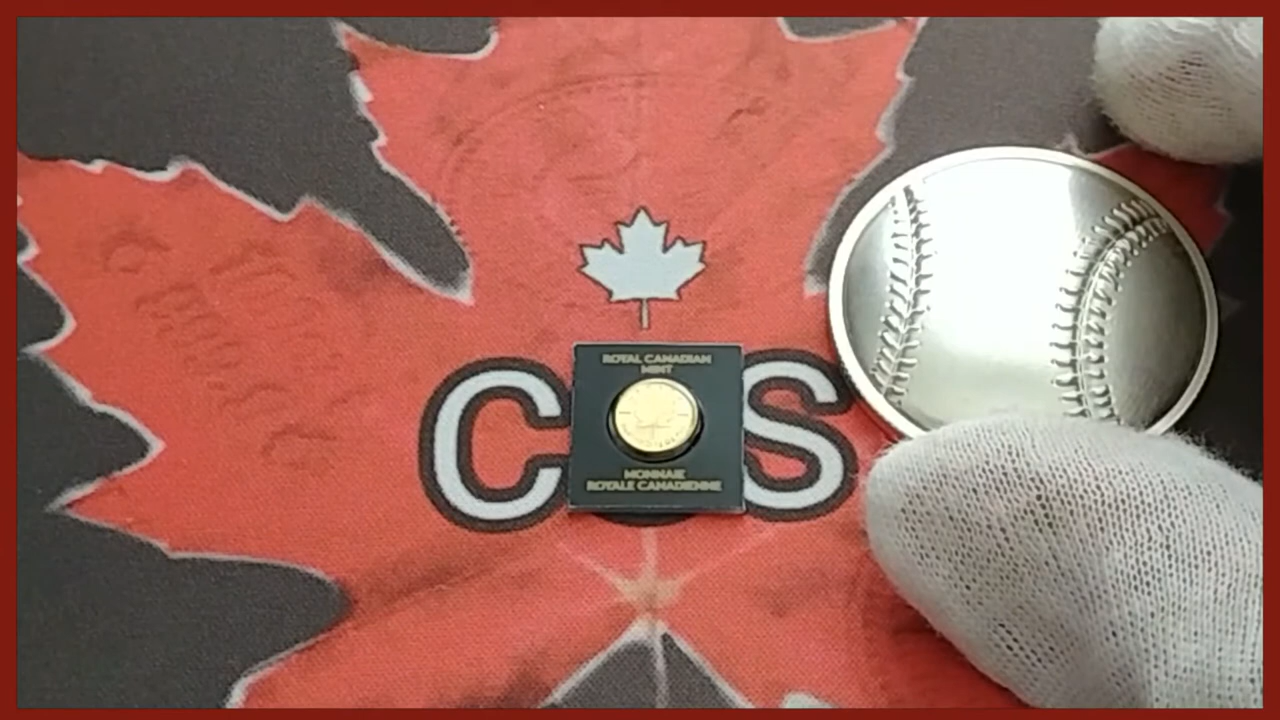 ROYAL CANADIAN
MINT
C S
MONNAIE
ROYALE CANADIENNE